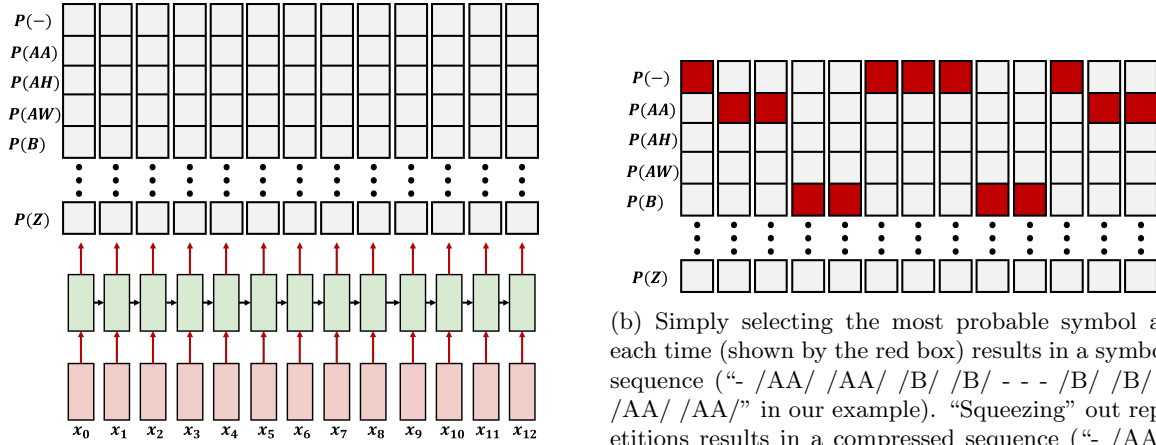 P(−)
P(AA)
P(AH)
P(AW)
P(B)
P(Z)
x₀ x₁ x₂ x₃ x₄ x₅ x₆ x₇ x₈ x₉ x₁₀ x₁₁ x₁₂
P(−)
P(AA)
P(AH)
P(AW)
P(B)
P(Z)
(b) Simply selecting the most probable symbol a
each time (shown by the red box) results in a symbo
sequence (“- /AA/ /AA/ /B/ /B/ - - - /B/ /B/
/AA/ /AA/” in our example). “Squeezing” out rep
etitions results in a compressed sequence (“- /AA